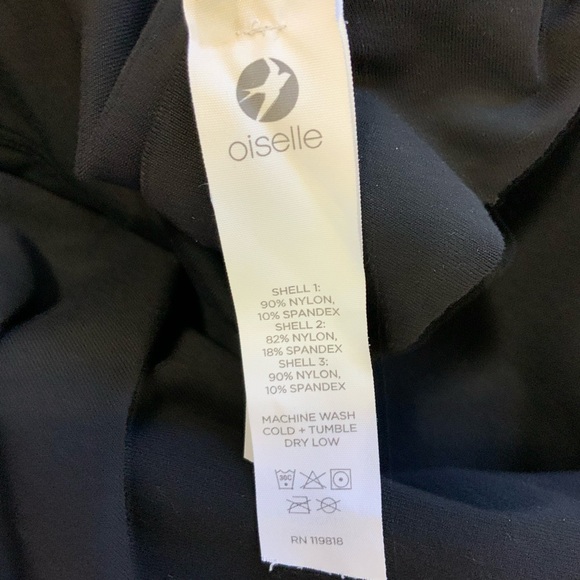 oiselle
SHELL 1:
90% NYLON,
10% SPANDEX
SHELL 2:
82% NYLON,
18% SPANDEX
SHELL 3:
90% NYLON,
10% SPANDEX
MACHINE WASH
COLD + TUMBLE
DRY LOW
30C
RN 119818